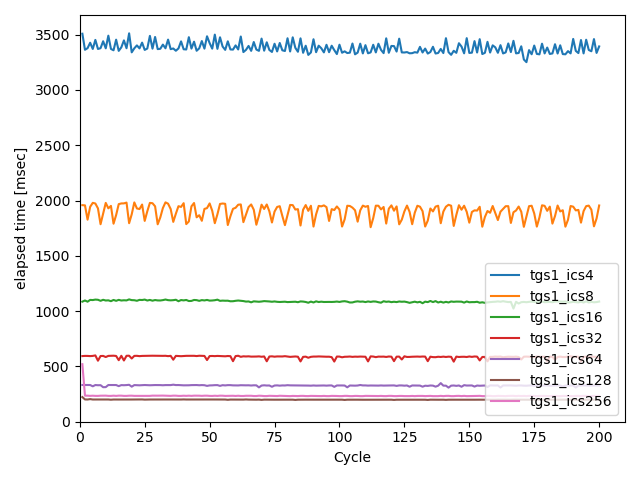 3500
3000
2500
2000
1500
1000
500
0
elapsed time [msec]
0 25 50 75 100 125 150 175 200
Cycle
tgs1_ics4
tgs1_ics8
tgs1_ics16
tgs1_ics32
tgs1_ics64
tgs1_ics128
tgs1_ics256